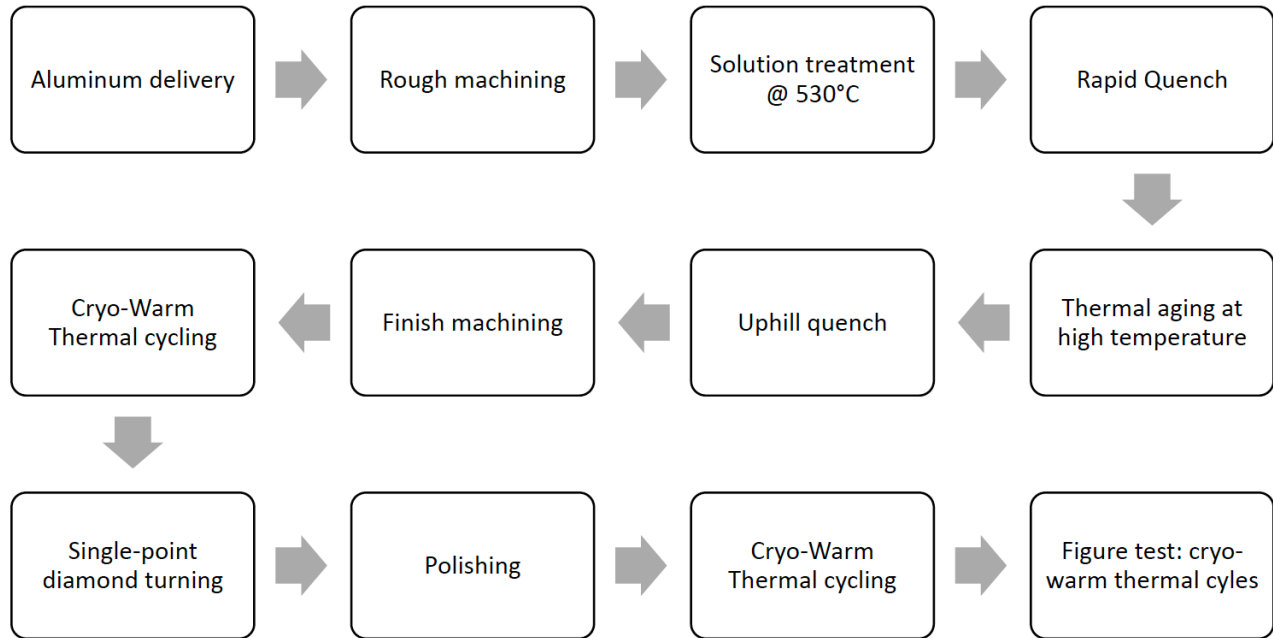 Aluminum delivery
Rough machining
Solution treatment
@ 530°C
Rapid Quench
Thermal aging at
high temperature
Uphill quench
Finish machining
Cryo-Warm
Thermal cycling
Single-point
diamond turning
Polishing
Cryo-Warm
Thermal cycling
Figure test: cryo-
warm thermal cyles